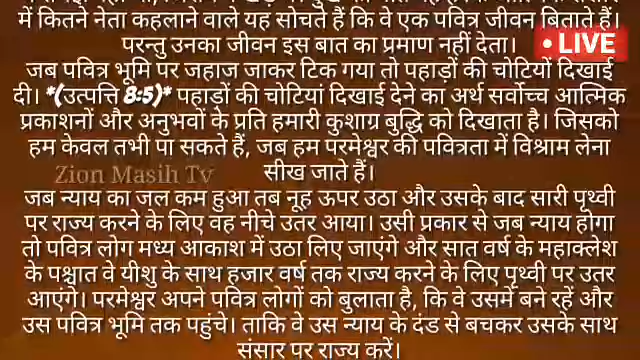 में कितने नेता कहलाने वाले यह सोचते हैं कि वे एक पवित्र जीवन बिताते हैं।
परन्तु उनका जीवन इस बात का प्रमाण नहीं देता।
LIVE
जब पवित्र भूमि पर जहाज जाकर टिक गया तो पहाड़ों की चोटियों दिखाई
दी। *(उत्पत्ति 8:5)* पहाड़ों की चोटियां दिखाई देने का अर्थ सर्वोच्च आत्मिक
प्रकाशनों और अनुभवों के प्रति हमारी कुशाग्र बुद्धि को दिखाता है। जिसको
हम केवल तभी पा सकते हैं, जब हम परमेश्वर की पवित्रता में विश्राम लेना
सीख जाते हैं।
Zion Masih Tv
जब न्याय का जल कम हुआ तब नूह ऊपर उठा और उसके बाद सारी पृथ्वी
पर राज्य करने के लिए वह नीचे उतर आया। उसी प्रकार से जब न्याय होगा
तो पवित्र लोग मध्य आकाश में उठा लिए जाएंगे और सात वर्ष के महाक्लेश
के पश्चात वे यीशु के साथ हजार वर्ष तक राज्य करने के लिए पृथ्वी पर उतर
आएंगे। परमेश्वर अपने पवित्र लोगों को बुलाता है, कि वे उसमें बने रहें और
उस पवित्र भूमि तक पहुंचे। ताकि वे उस न्याय के दंड से बचकर उसके साथ
संसार पर राज्य करें।